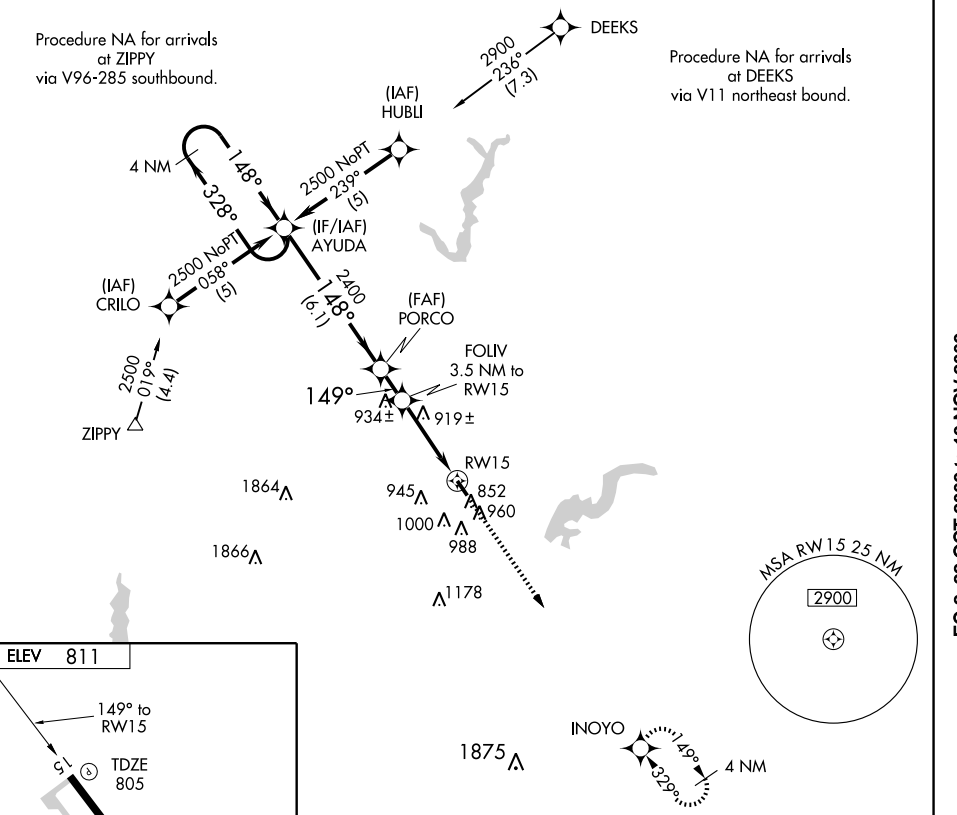 Procedure NA for arrivals
at ZIPPY
via V96-285 southbound.
DEEKS
2900
236°
(7.3)
Procedure NA for arrivals
at DEEKS
via V11 northeast bound.
(IAF)
HUBLI
4 NM
148°
328°
2500 NoPT
239°
(5)
(IF/IAF)
AYUDA
2500 NoPT
058°
(5)
(IAF)
CRILO
2400
148°
(6.1)
(FAF)
PORCO
2500
019°
(4.4)
ZIPPY
FOLIV
3.5 NM to
RW15
149°
934±
919±
RW15
1864
945
852
960
1000
988
1866
1178
MSA RW15 25 NM
2900
ELEV 811
149° to
RW15
15
TDZE
805
INOYO
149°
329°
4 NM
1875